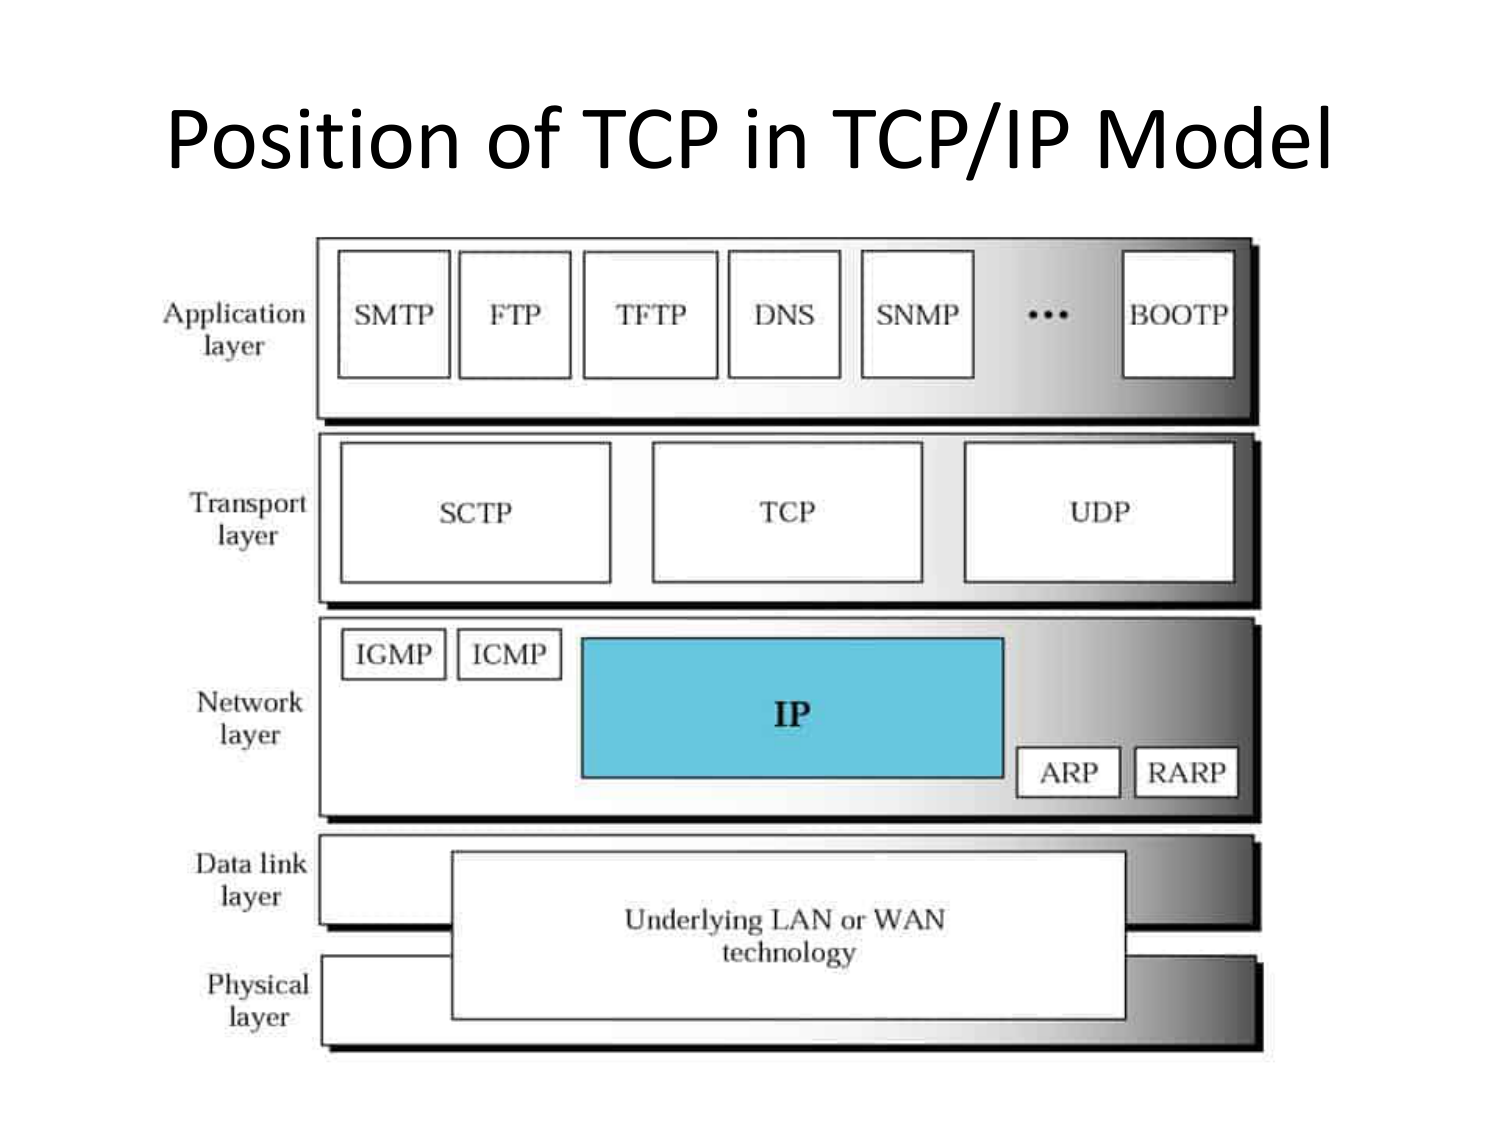 Position of TCP in TCP/IP Model
Application
layer
SMTP
FTP
TFTP
DNS
SNMP
•••
BOOTP
Transport
layer
SCTP
TCP
UDP
Network
layer
IGMP
ICMP
IP
ARP
RARP
Data link
layer
Underlying LAN or WAN
technology
Physical
layer